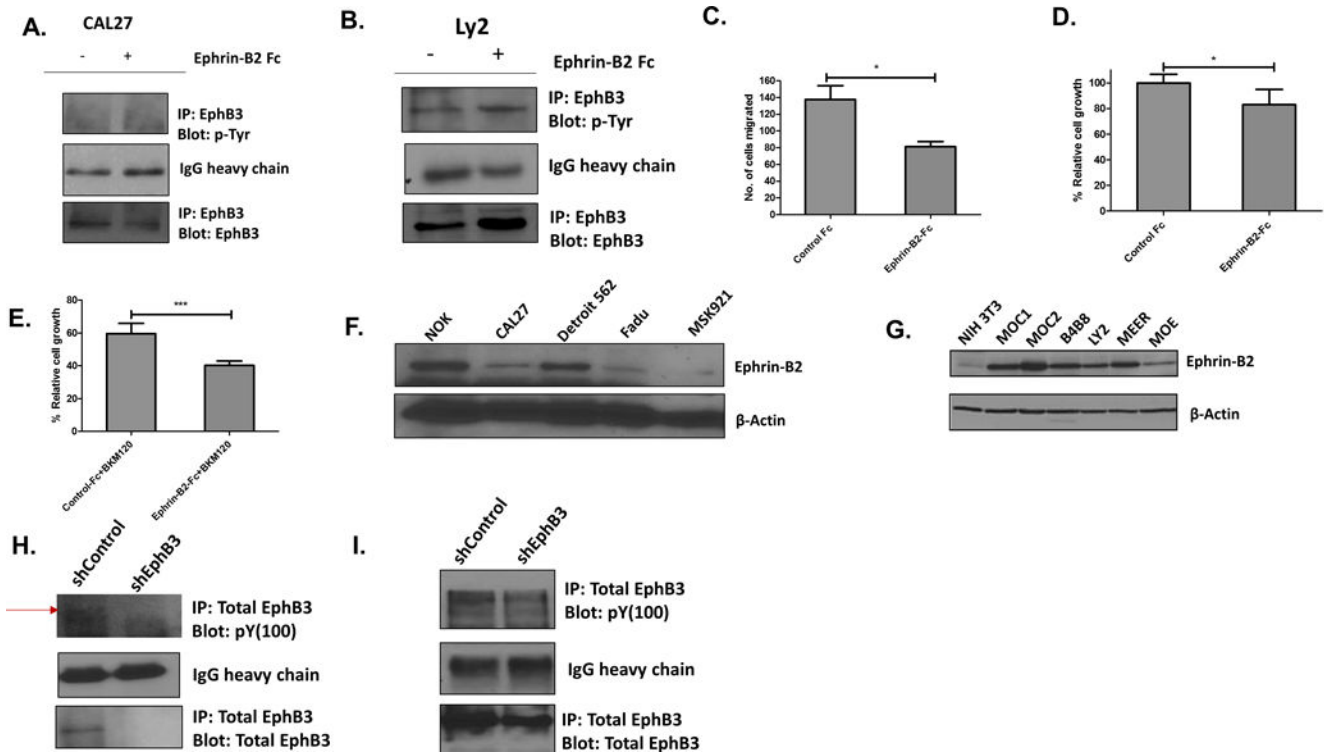 A.
CAL27
- + Ephrin-B2 Fc
IP: EphB3
Blot: p-Tyr
IgG heavy chain
IP: EphB3
Blot: EphB3
B.
Ly2
- + Ephrin-B2 Fc
IP: EphB3
Blot: p-Tyr
IgG heavy chain
IP: EphB3
Blot: EphB3
C.
No. of cells migrated
160
140
120
100
80
60
40
20
0
*
Control Fc
Ephrin-B2-Fc
D.
% Relative cell growth
100
80
60
40
20
0
*
Control Fc
Ephrin-B2-Fc
E.
% Relative cell growth
80
60
40
20
0
***
Control-Fc+BKM120
Ephrin-B2-Fc+BKM120
F.
NOK CAL27 Detroit 562 Fadu MSK921
Ephrin-B2
β-Actin
G.
NIH 3T3 MOC1 MOC2 B4B8 LY2 MEER MOE
Ephrin-B2
β-Actin
H.
shControl shEphB3
IP: Total EphB3
Blot: pY(100)
IgG heavy chain
IP: Total EphB3
Blot: Total EphB3
I.
shControl shEphB3
IP: Total EphB3
Blot: pY(100)
IgG heavy chain
IP: Total EphB3
Blot: Total EphB3